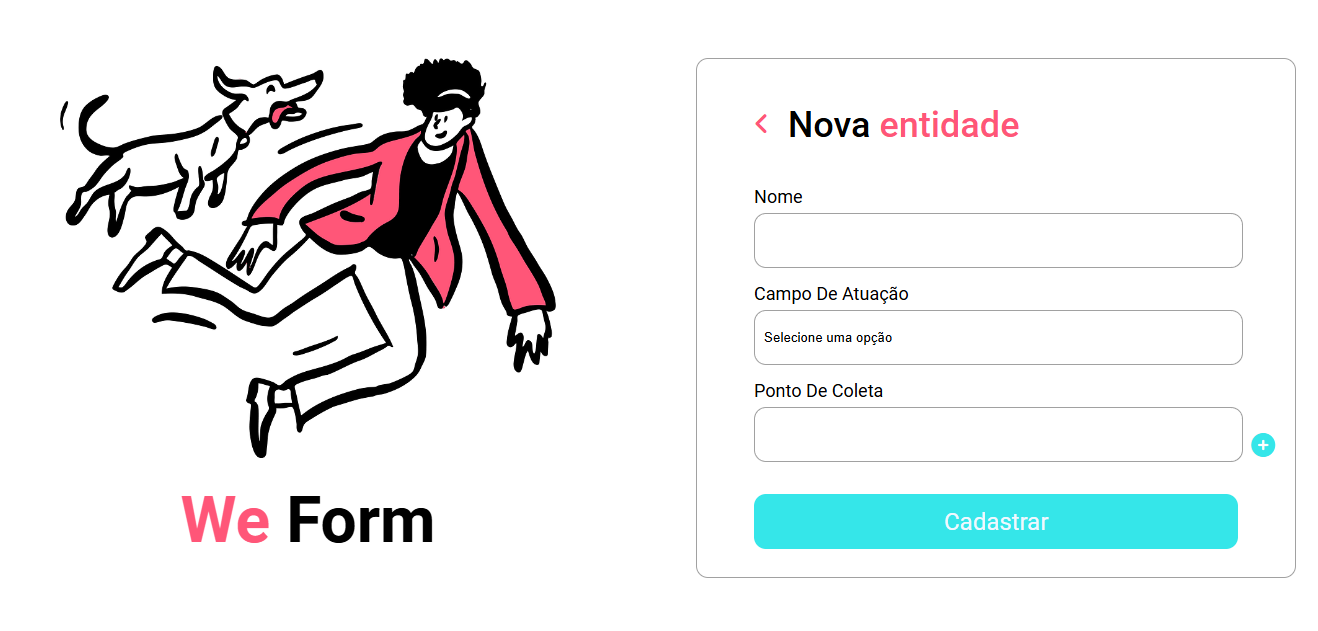 Nova entidade
Nome
Campo De Atuação
Selecione uma opção
Ponto De Coleta
+
Cadastrar
We Form